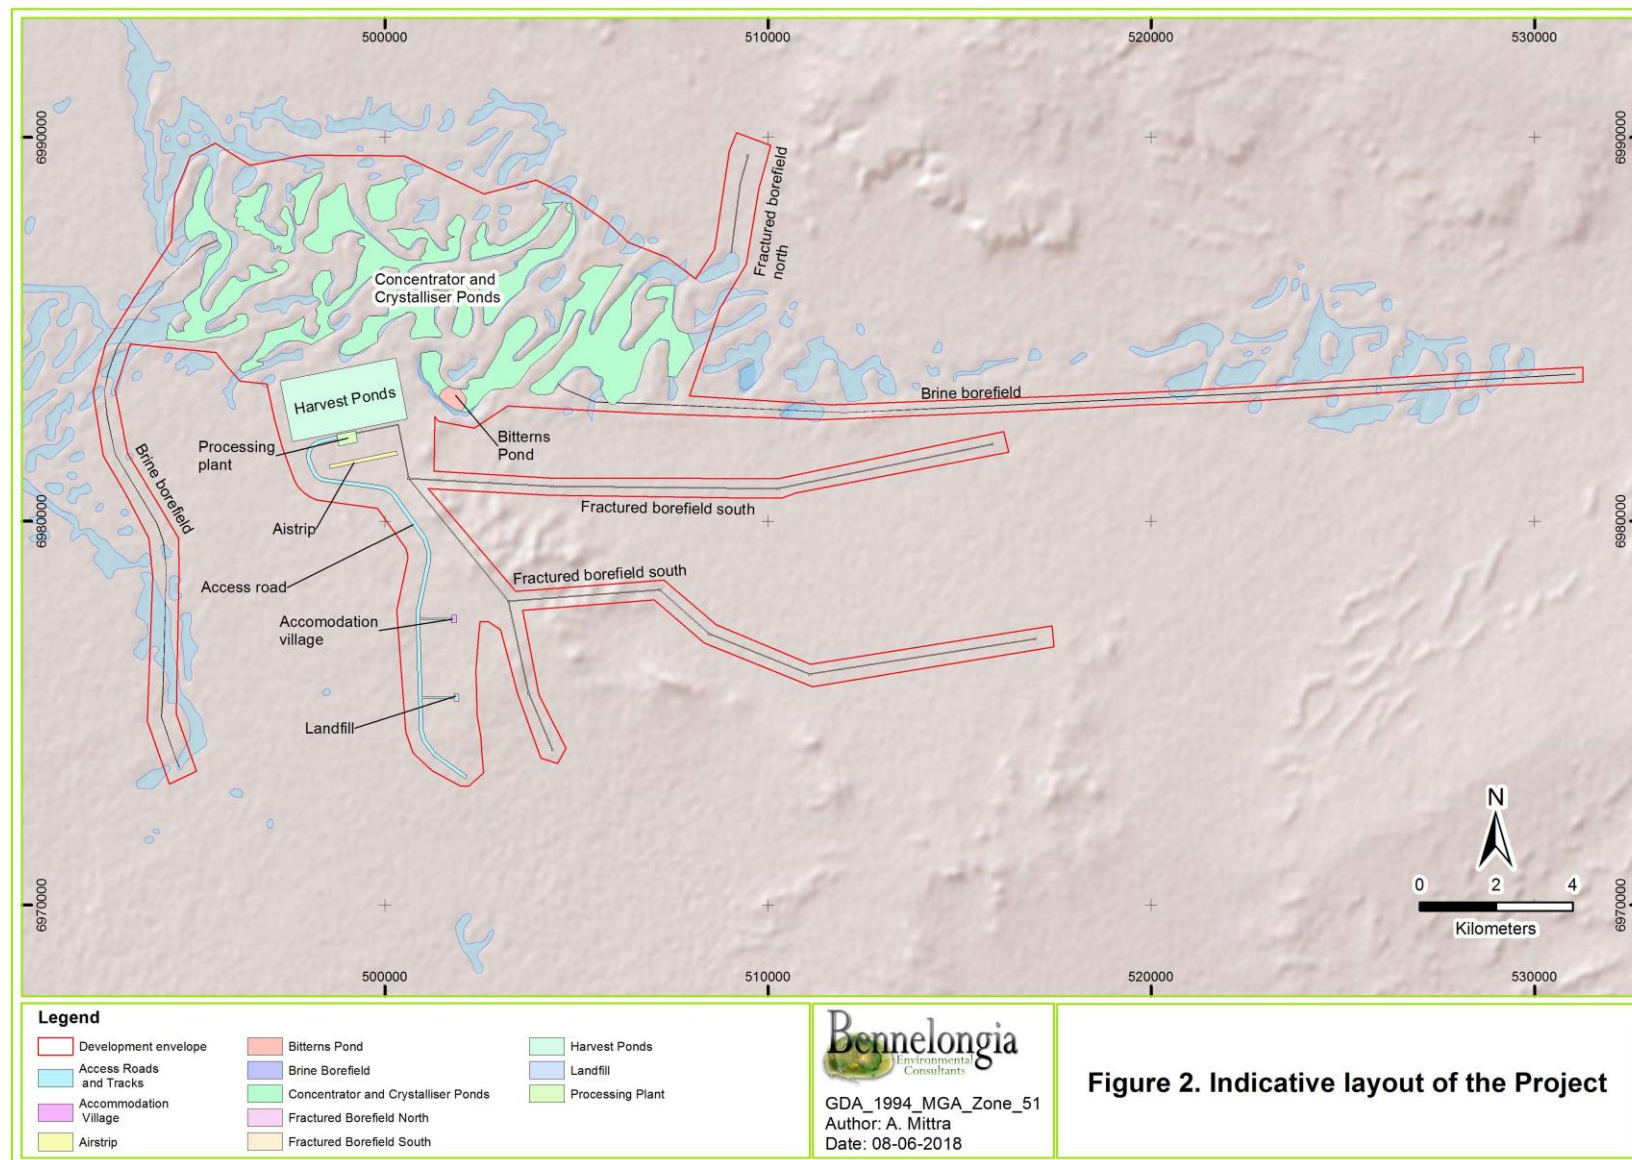 500000
510000
520000
530000
6990000
6990000
Fractured borefield
north
Concentrator and
Crystalliser Ponds
Brine borefield
Harvest Ponds
Processing
plant
Bitterns
Pond
Brine borefield
Fractured borefield south
Aistrip
6980000
6980000
Access road
Fractured borefield south
Accomodation
village
Landfill
N
0 2 4
Kilometers
6970000
6970000
500000
510000
520000
530000
Legend
Development envelope
Access Roads
and Tracks
Accommodation
Village
Airstrip
Bitterns Pond
Brine Borefield
Concentrator and Crystalliser Ponds
Fractured Borefield North
Fractured Borefield South
Harvest Ponds
Landfill
Processing Plant
Bennelongia
Environmental
Consultants
GDA_1994_MGA_Zone_51
Author: A. Mittra
Date: 08-06-2018
Figure 2. Indicative layout of the Project